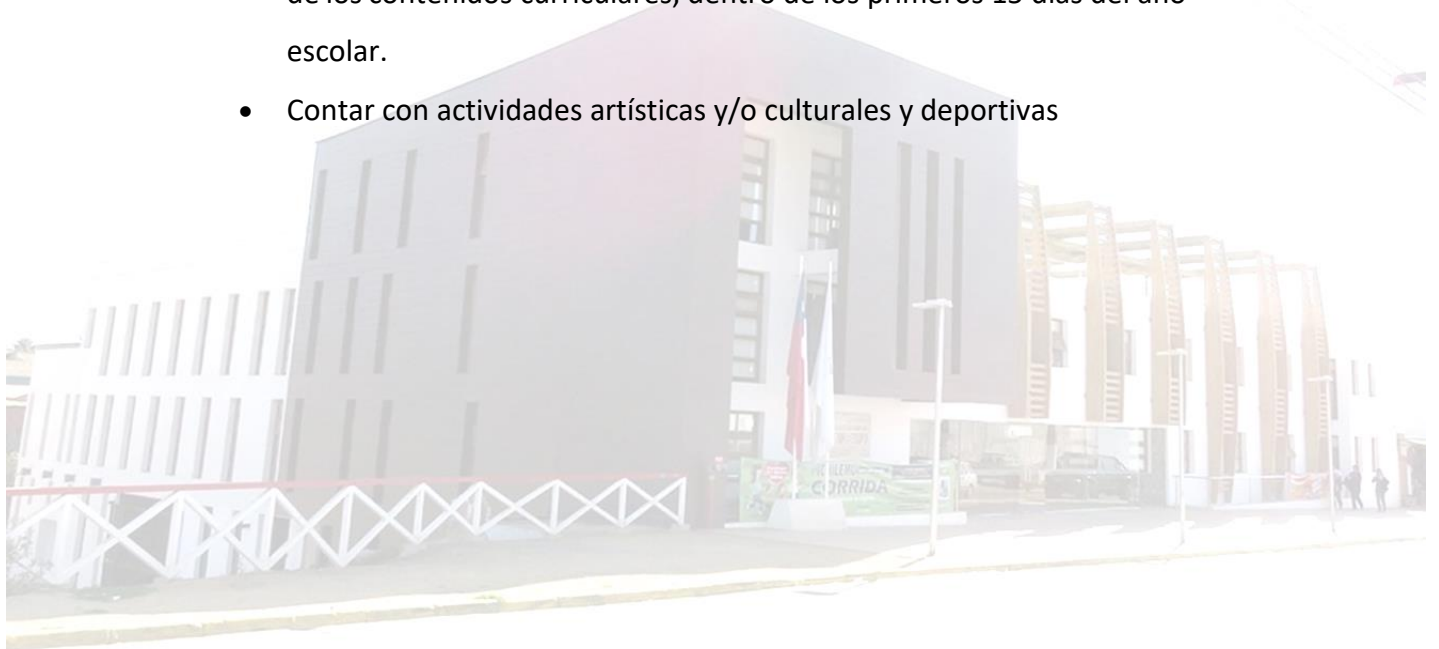 de los contenidos curriculares, dentro de los primeros 15 días del año
escolar.
• Contar con actividades artísticas y/o culturales y deportivas
CORRIDA